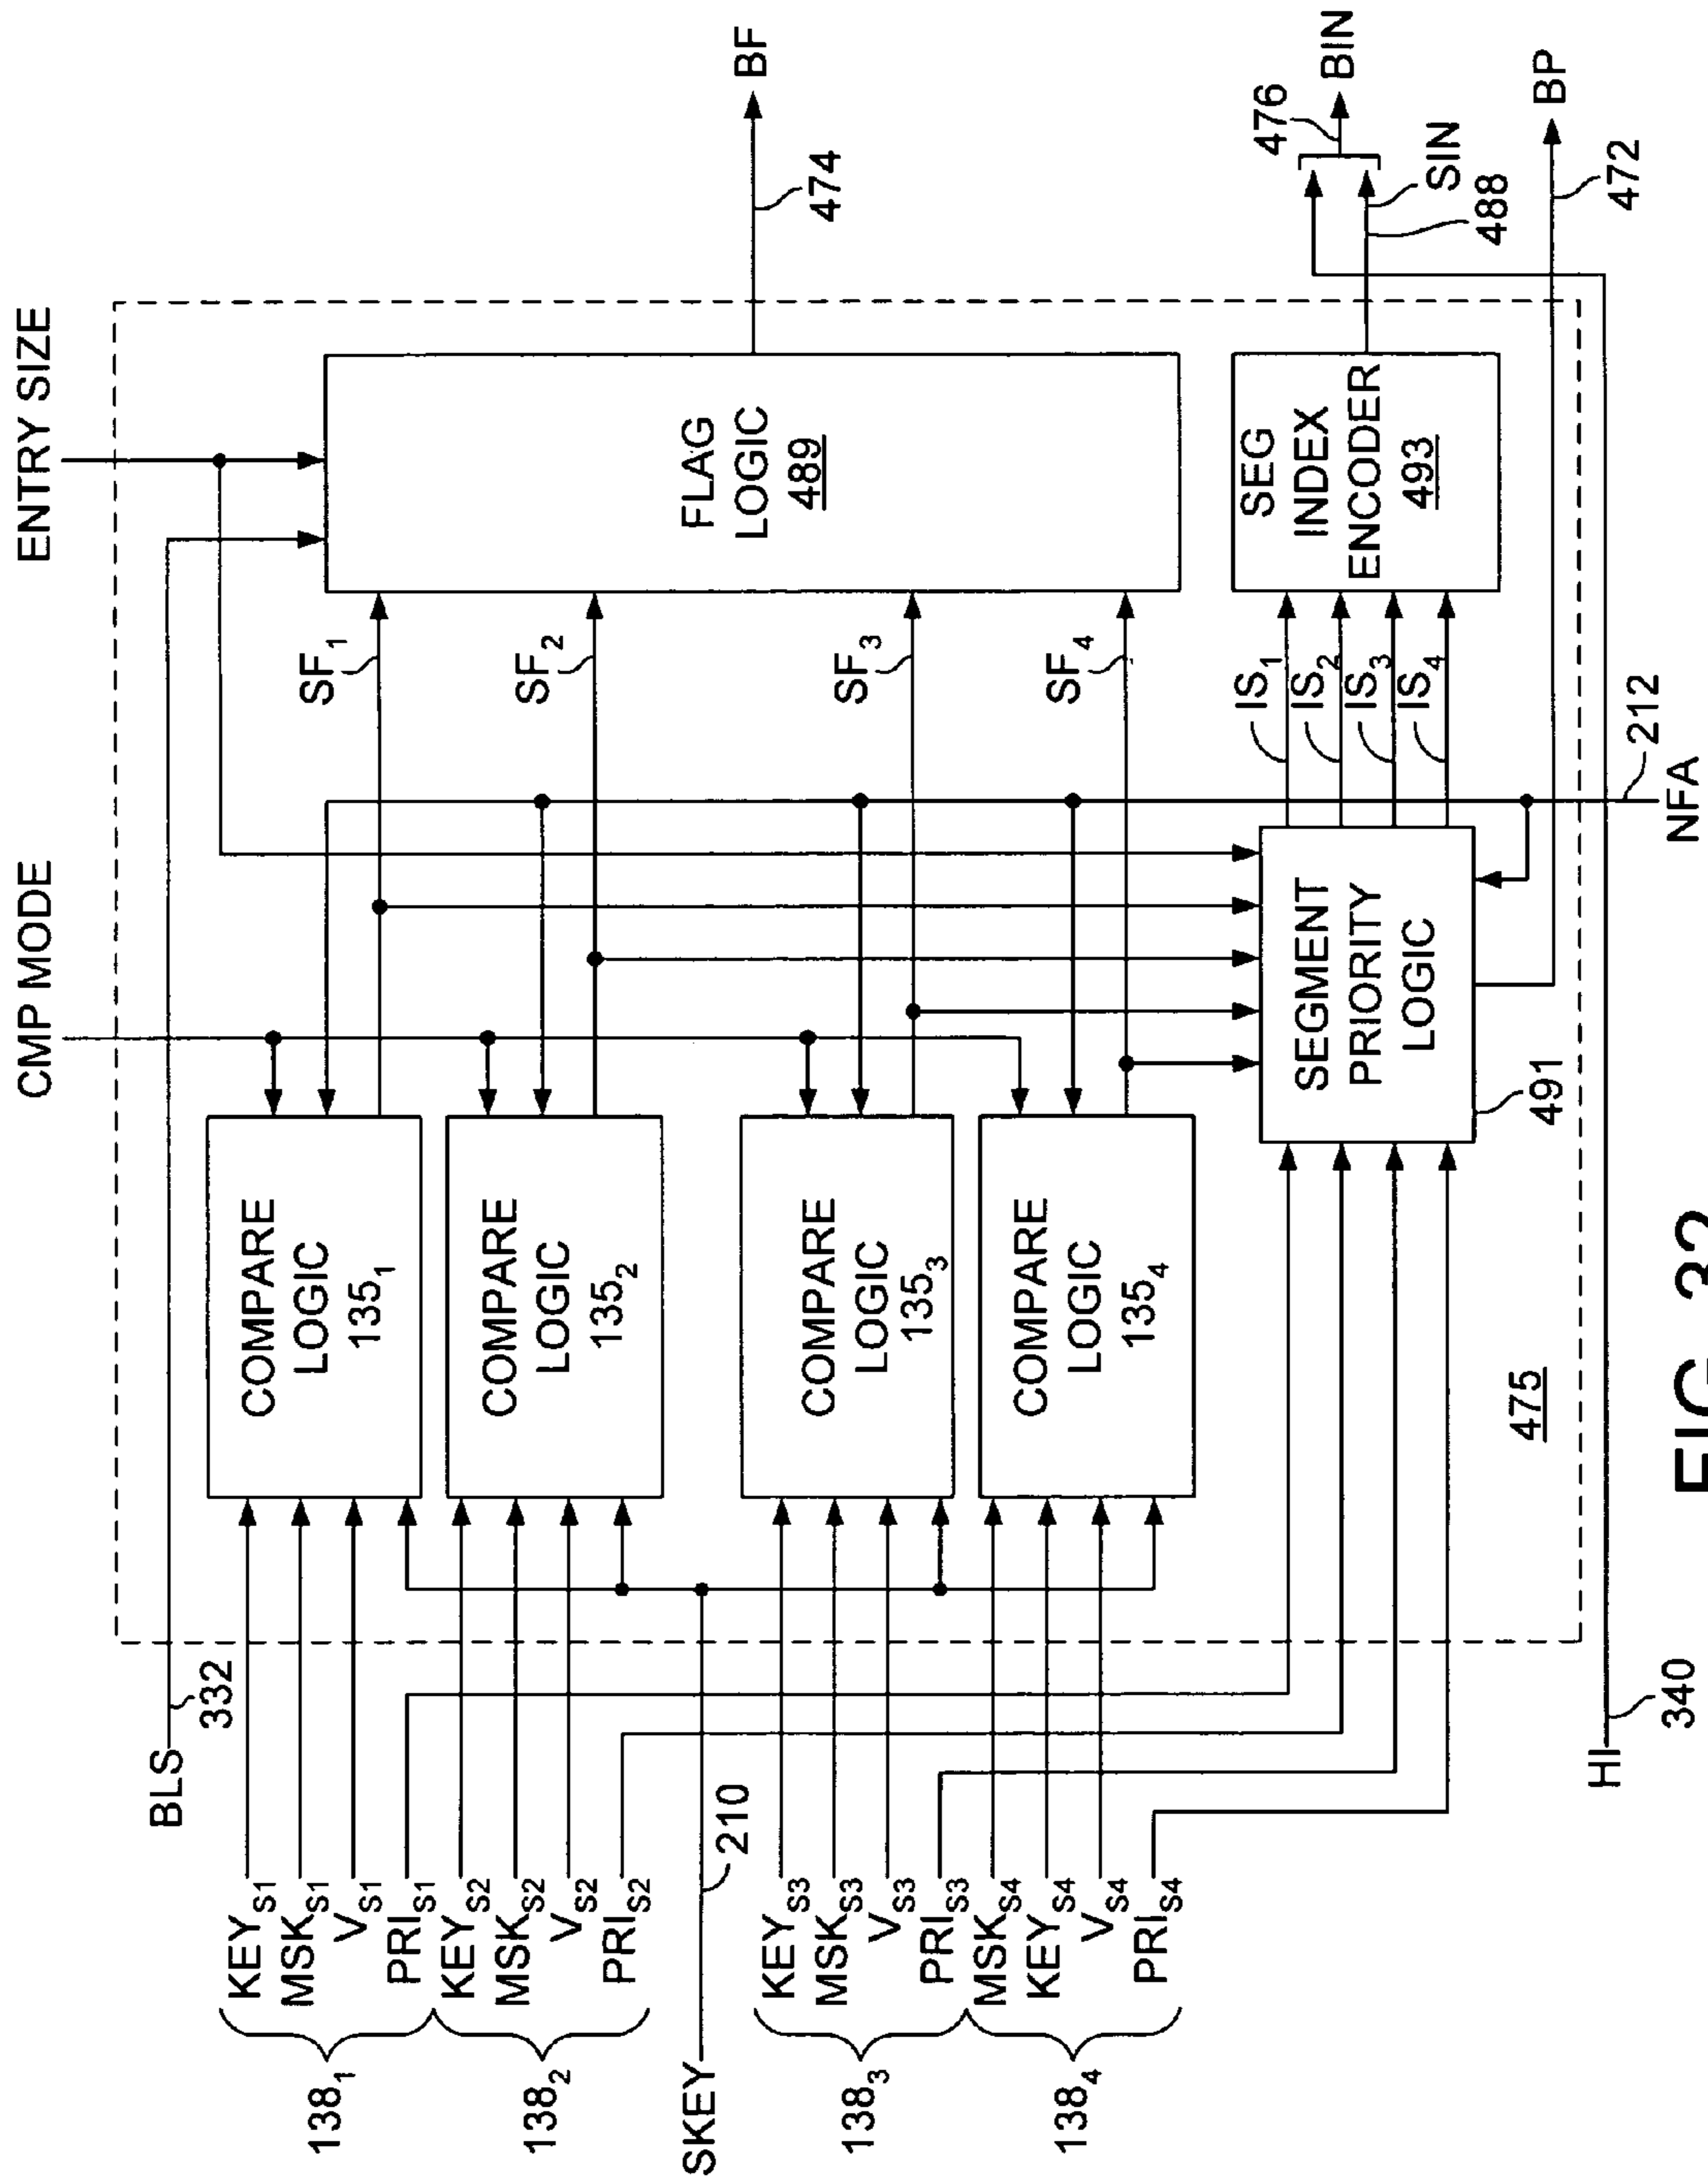 ENTRY SIZE
CMP MODE
BLS
332
KEYS1
MSKS1
VS1
PRIS1
KEYS2
MSKS2
VS2
PRIS2
SKEY
210
KEYS3
MSKS3
VS3
PRIS3
MSKS4
KEYS4
VS4
PRIS4
1381
1382
1383
1384
HI
340
COMPARE
LOGIC
1351
COMPARE
LOGIC
1352
COMPARE
LOGIC
1353
COMPARE
LOGIC
1354
475
SF1
SF2
SF3
SF4
FLAG
LOGIC
489
SEGMENT
PRIORITY
LOGIC
491
IS1
IS2
IS3
IS4
212
NFA
SEG
INDEX
ENCODER
493
474
BF
476
BIN
SIN
488
BP
472